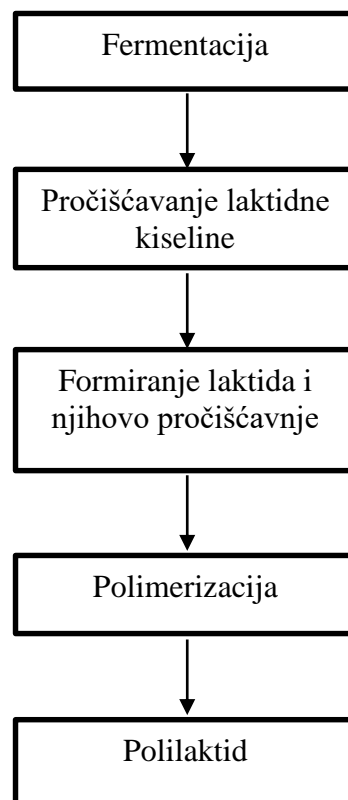 Fermentacija
Pročišćavanje laktidne
kiseline
Formiranje laktida i
njihovo pročišćavnje
Polimerizacija
Polilaktid